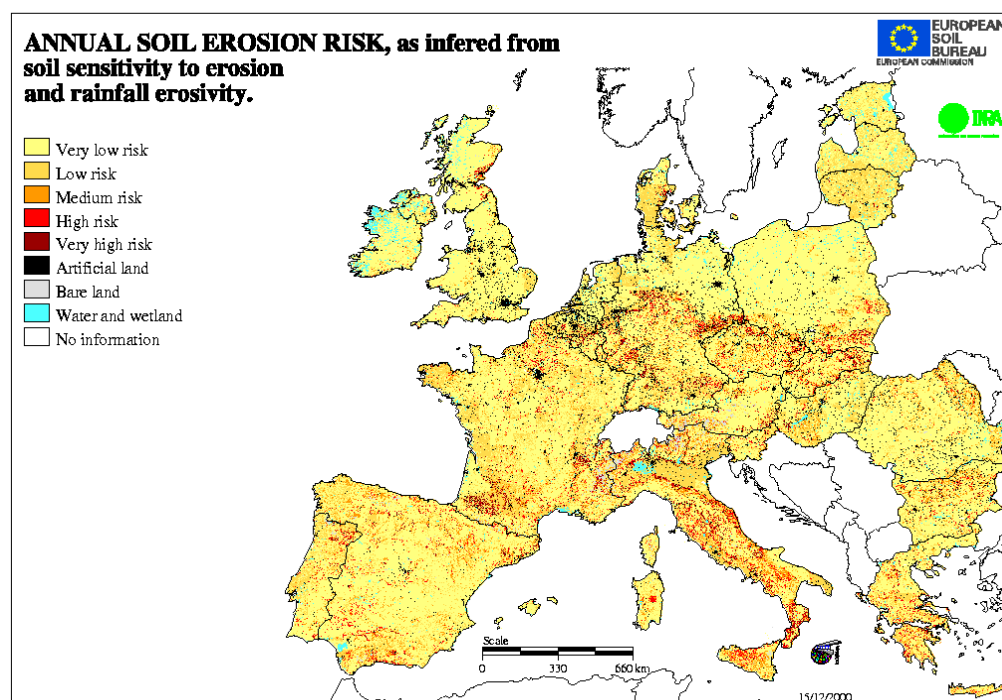 ANNUAL SOIL EROSION RISK, as infered from
soil sensitivity to erosion
and rainfall erosivity.
EUROPEAN
SOIL
BUREAU
EUROPEAN COMMISSION
INRA
Very low risk
Low risk
Medium risk
High risk
Very high risk
Artificial land
Bare land
Water and wetland
No information
Scale
0 330 660 km
15/12/2000